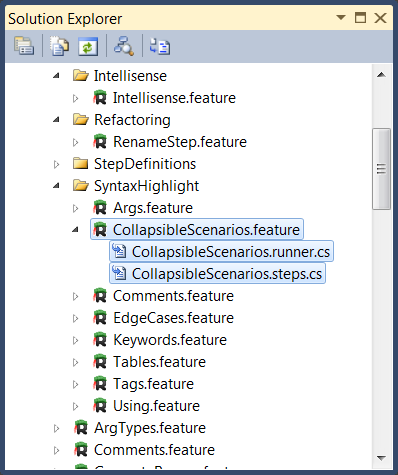 Solution Explorer
Intellisense
Intellisense.feature
Refactoring
RenameStep.feature
StepDefinitions
SyntaxHighlight
Args.feature
CollapsibleScenarios.feature
CollapsibleScenarios.runner.cs
CollapsibleScenarios.steps.cs
Comments.feature
EdgeCases.feature
Keywords.feature
Tables.feature
Tags.feature
Using.feature
ArgTypes.feature
Comments.feature